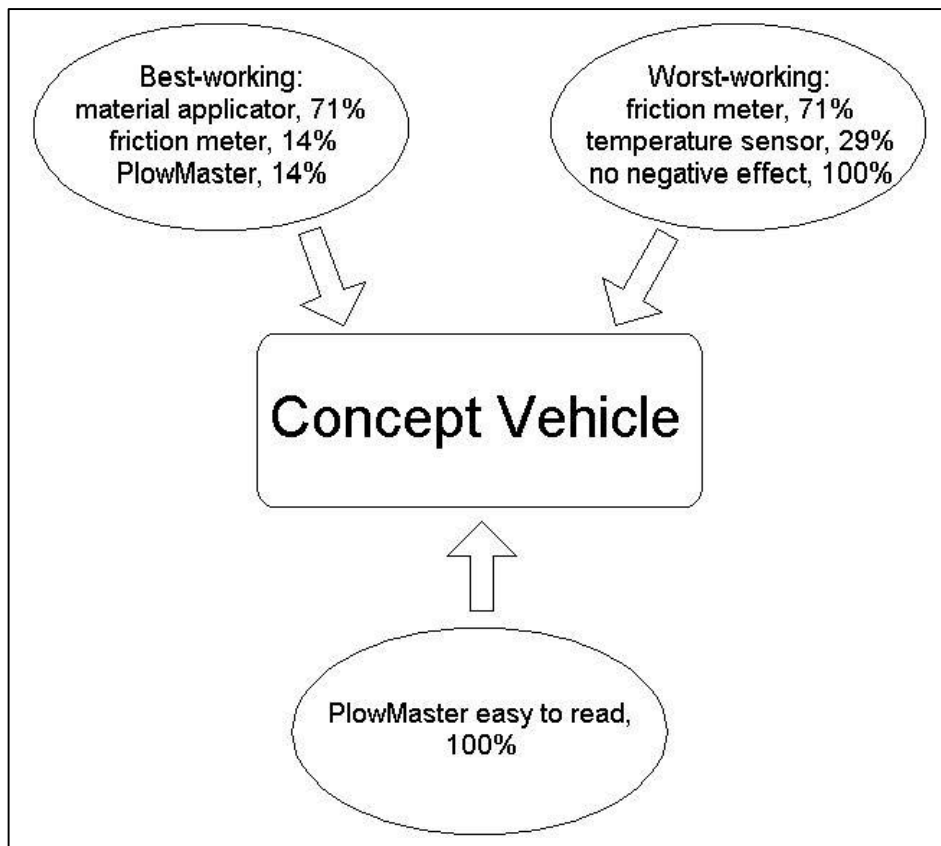 Best-working:
material applicator, 71%
friction meter, 14%
PlowMaster, 14%
Worst-working:
friction meter, 71%
temperature sensor, 29%
no negative effect, 100%
Concept Vehicle
PlowMaster easy to read,
100%